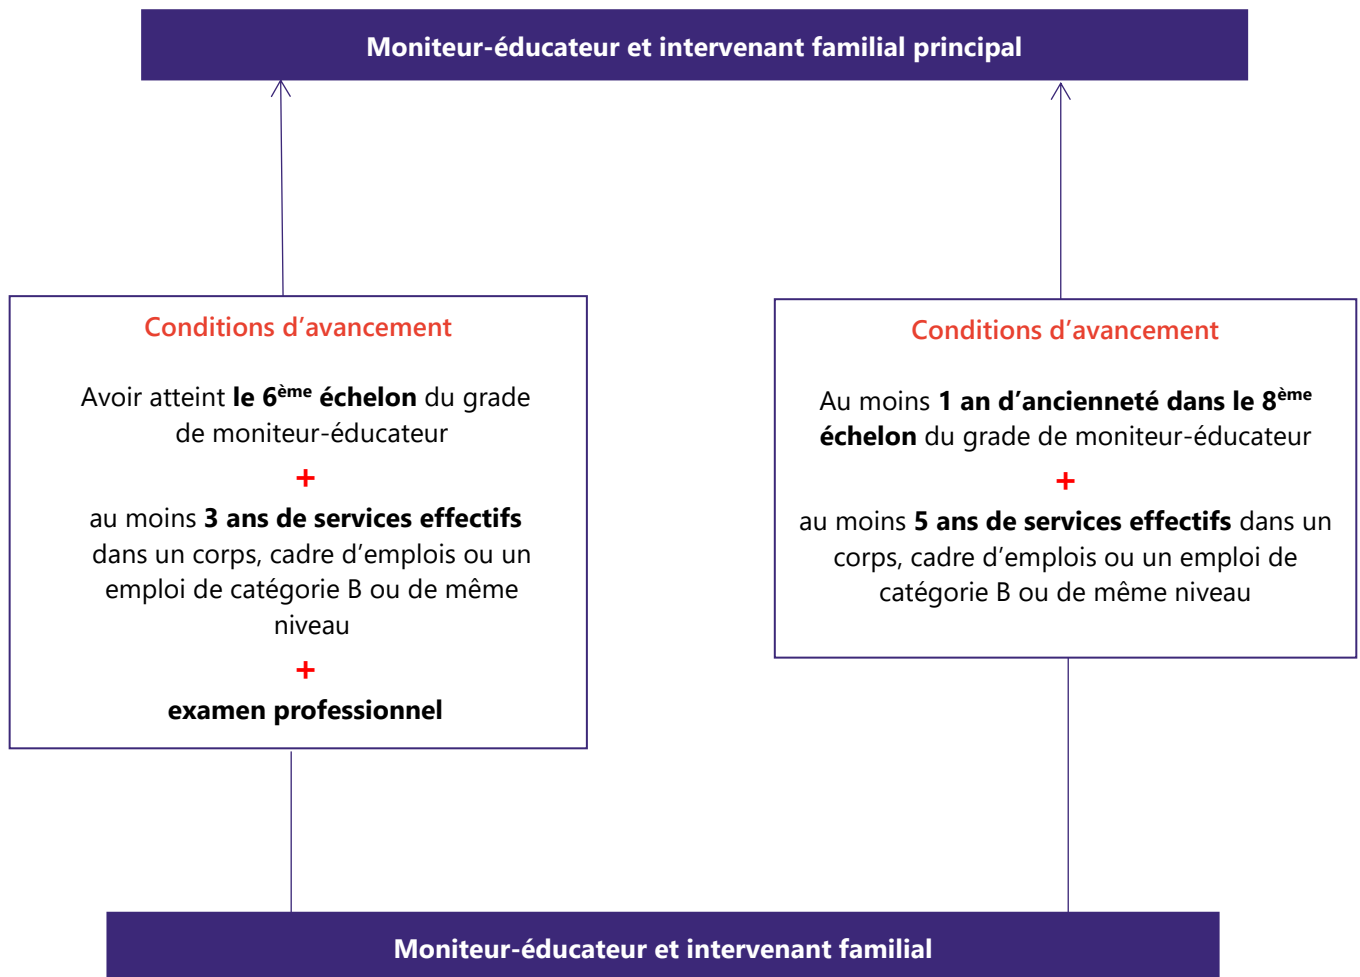 Moniteur-éducateur et intervenant familial principal
Conditions d’avancement
Avoir atteint le 6ème échelon du grade
de moniteur-éducateur
+
au moins 3 ans de services effectifs
dans un corps, cadre d’emplois ou un
emploi de catégorie B ou de même
niveau
+
examen professionnel
Conditions d’avancement
Au moins 1 an d’ancienneté dans le 8ème
échelon du grade de moniteur-éducateur
+
au moins 5 ans de services effectifs dans un
corps, cadre d’emplois ou un emploi de
catégorie B ou de même niveau
Moniteur-éducateur et intervenant familial